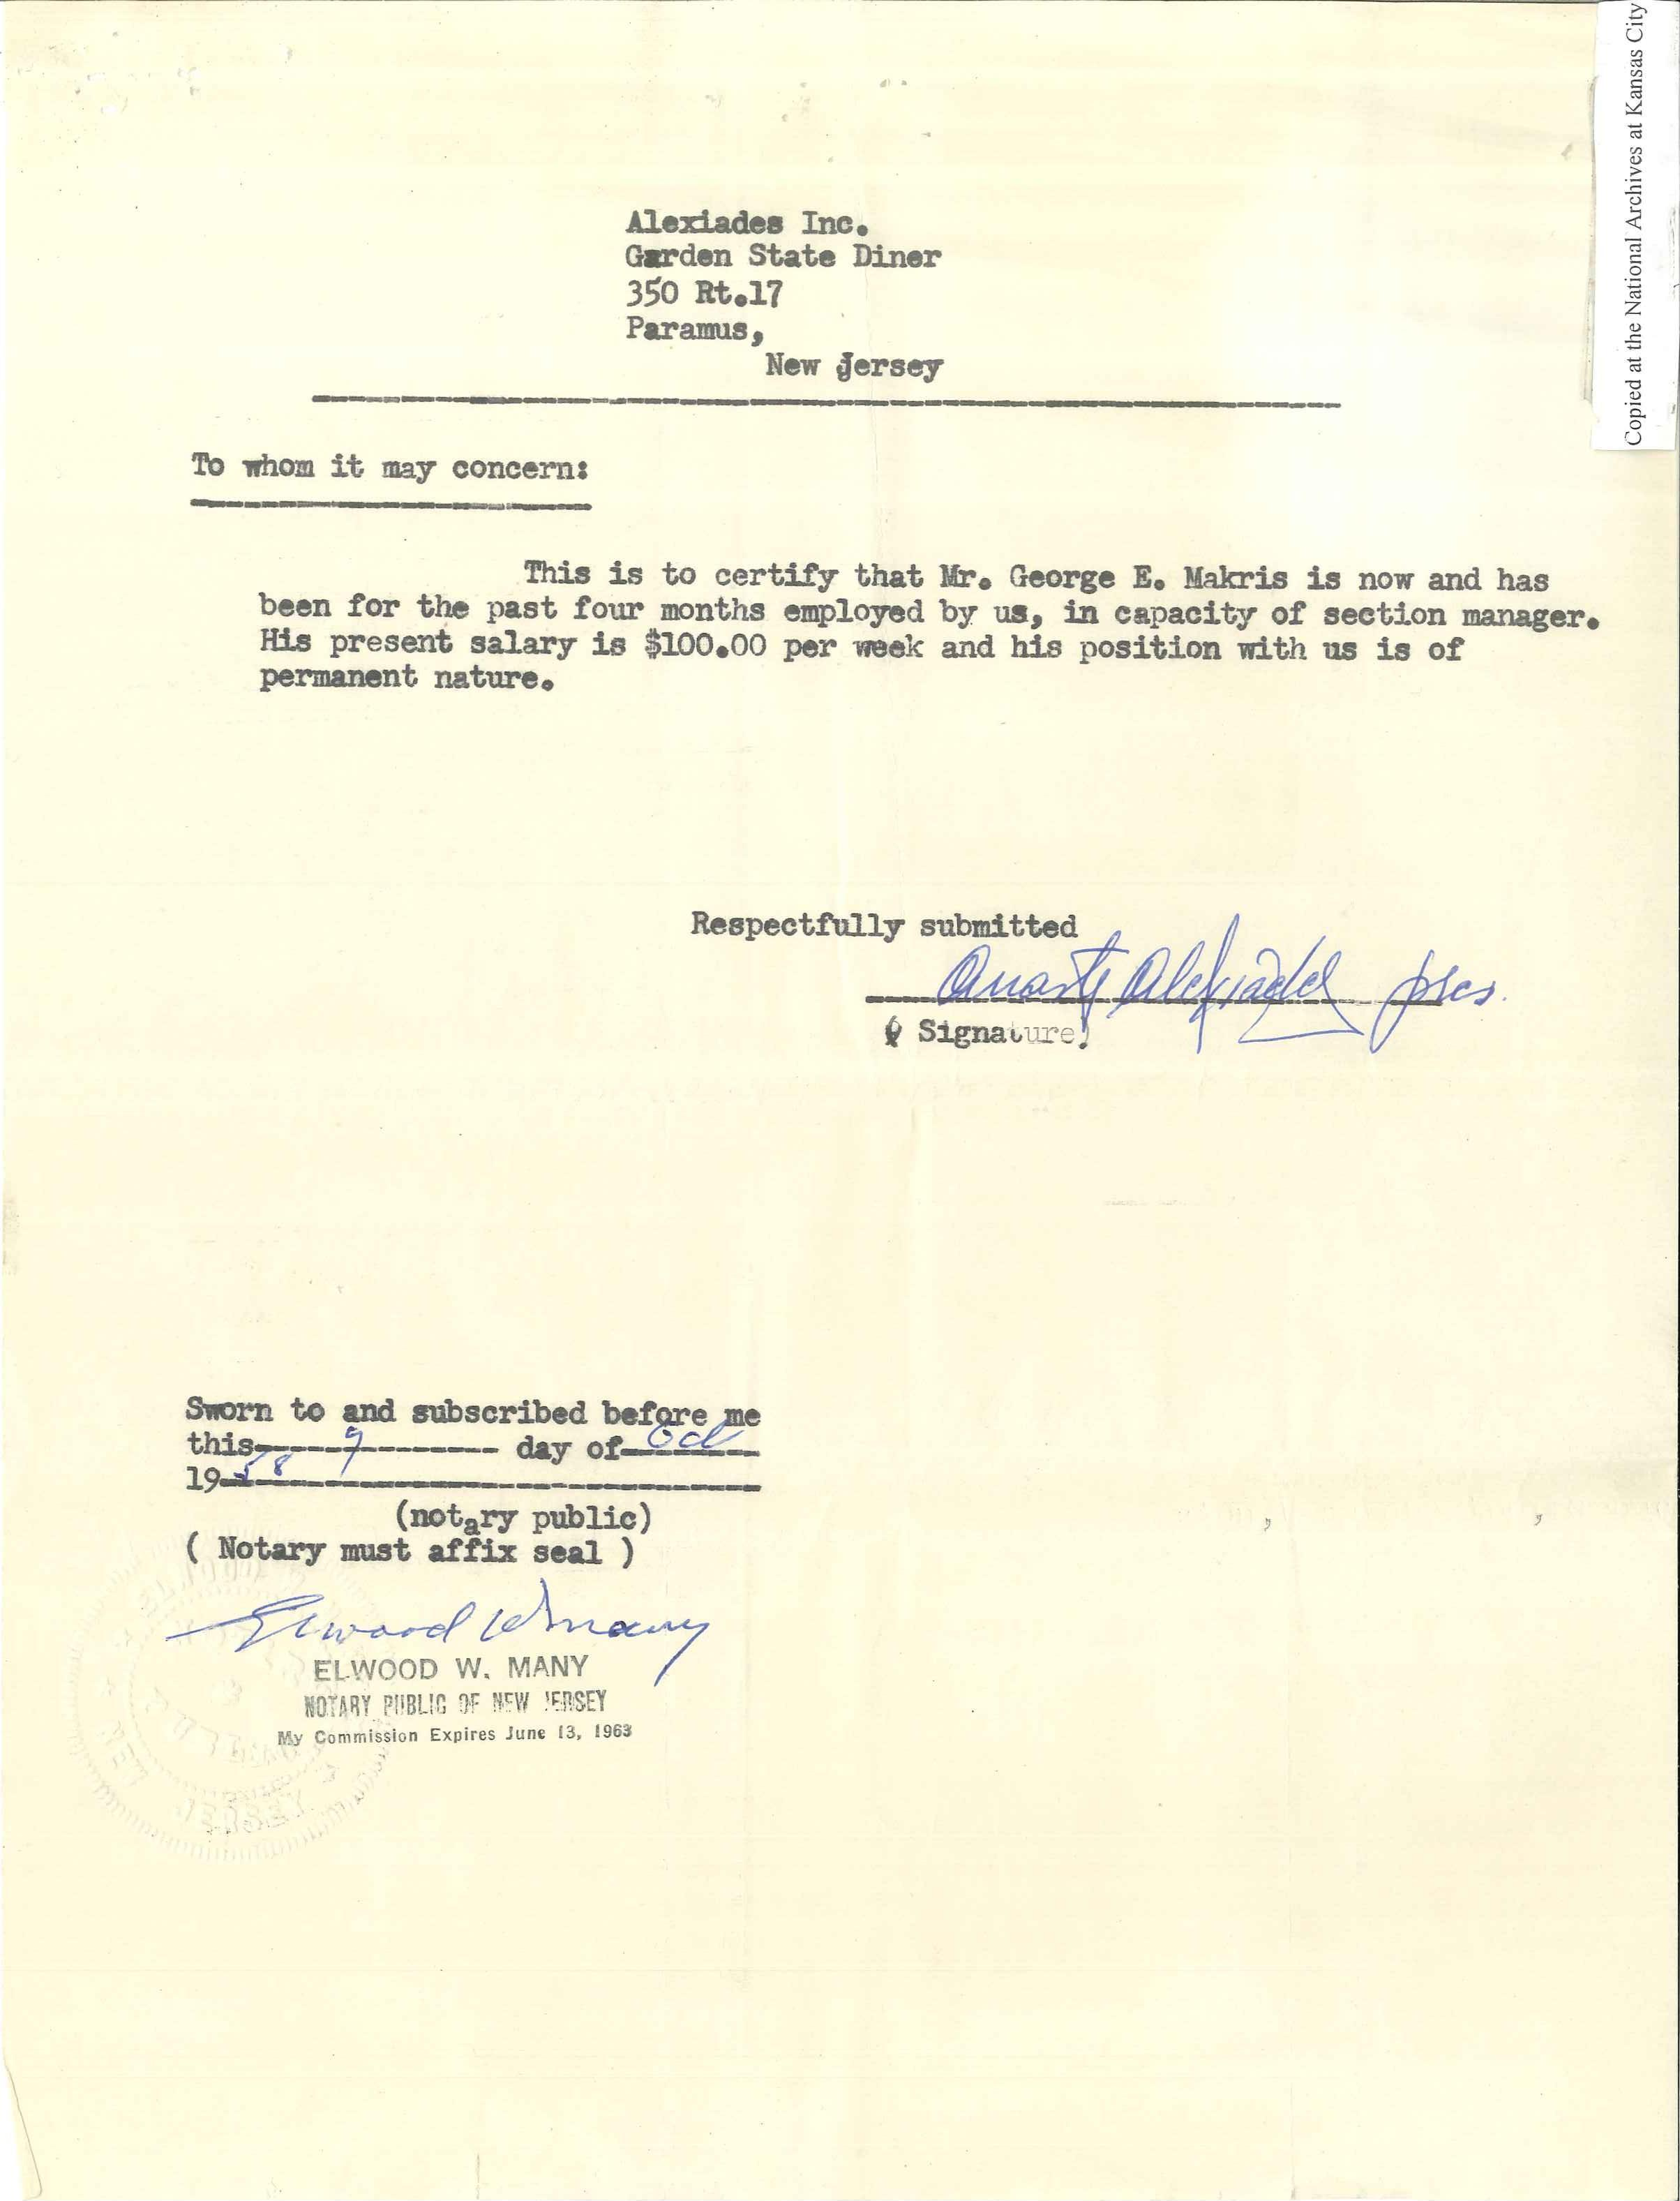 Copied at the National Archives at Kansas City
Alexiades Inc.
Garden State Diner
350 Rt.17
Paramus,
New Jersey
To whom it may concern:
This is to certify that Mr. George E. Makris is now and has
been for the past four months employed by us, in capacity of section manager.
His present salary is $100.00 per week and his position with us is of
permanent nature.
Respectfully submitted
Alexiades pres.
( Signature)
Sworn to and subscribed before me
this 9 day of Oct
1958
(notary public)
( Notary must affix seal )
Elwood W Many
ELWOOD W. MANY
NOTARY PUBLIC OF NEW JERSEY
My Commission Expires June 13, 1963
NEW JERSEY